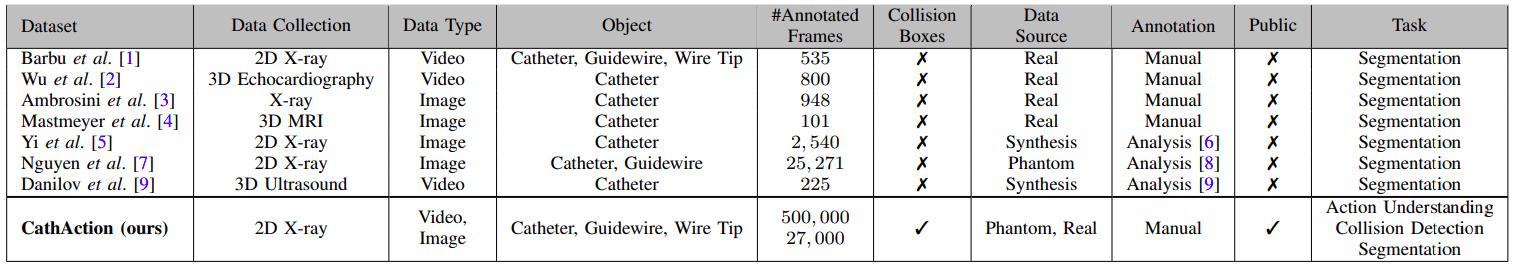 Dataset Data Collection Data Type Object #Annotated Frames Collision Boxes Data Source Annotation Public Task
Barbu et al. [1] 2D X-ray Video Catheter, Guidewire, Wire Tip 535 ✗ Real Manual ✗ Segmentation
Wu et al. [2] 3D Echocardiography Video Catheter 800 ✗ Real Manual ✗ Segmentation
Ambrosini et al. [3] X-ray Image Catheter 948 ✗ Real Manual ✗ Segmentation
Mastmeyer et al. [4] 3D MRI Image Catheter 101 ✗ Real Manual ✗ Segmentation
Yi et al. [5] 2D X-ray Image Catheter 2,540 ✗ Synthesis Analysis [6] ✗ Segmentation
Nguyen et al. [7] 2D X-ray Image Catheter, Guidewire 25,271 ✗ Phantom Analysis [8] ✗ Segmentation
Danilov et al. [9] 3D Ultrasound Video Catheter 225 ✗ Synthesis Analysis [9] ✗ Segmentation
CathAction (ours) 2D X-ray Video, Image Catheter, Guidewire, Wire Tip 500,000 27,000 ✓ Phantom, Real Manual ✓ Action Understanding Collision Detection Segmentation